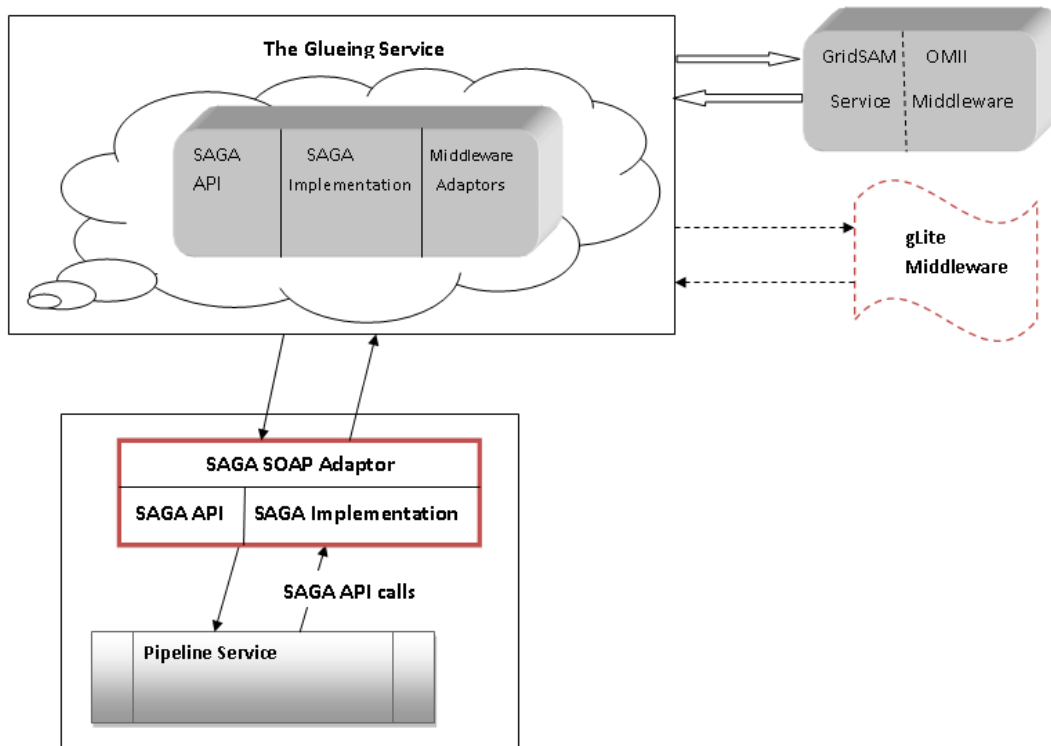 The Glueing Service
SAGA
API
SAGA
Implementation
Middleware
Adaptors
GridSAM
Service
OMII
Middleware
gLite
Middleware
SAGA SOAP Adaptor
SAGA API
SAGA Implementation
SAGA API calls
Pipeline Service